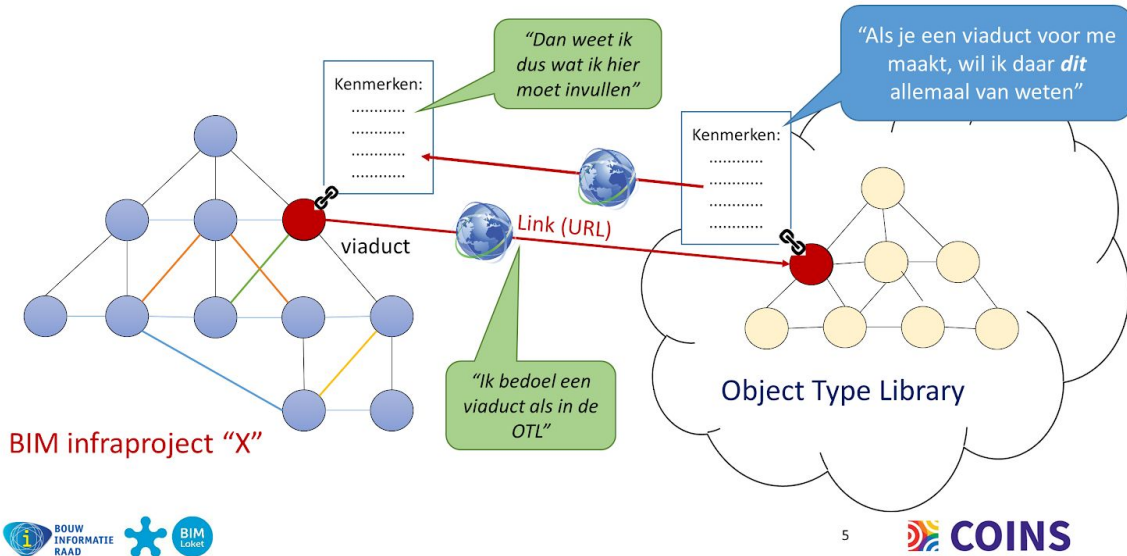 “Dan weet ik
dus wat ik hier
moet invullen”
“Als je een viaduct voor me
maakt, wil ik daar dit
allemaal van weten”
Kenmerken:
............
............
............
............
Kenmerken:
............
............
............
............
Link (URL)
viaduct
“Ik bedoel een
viaduct als in de
OTL”
Object Type Library
BIM infraproject “X”
i
BOUW
INFORMATIE
RAAD
BIM
Loket
5
COINS